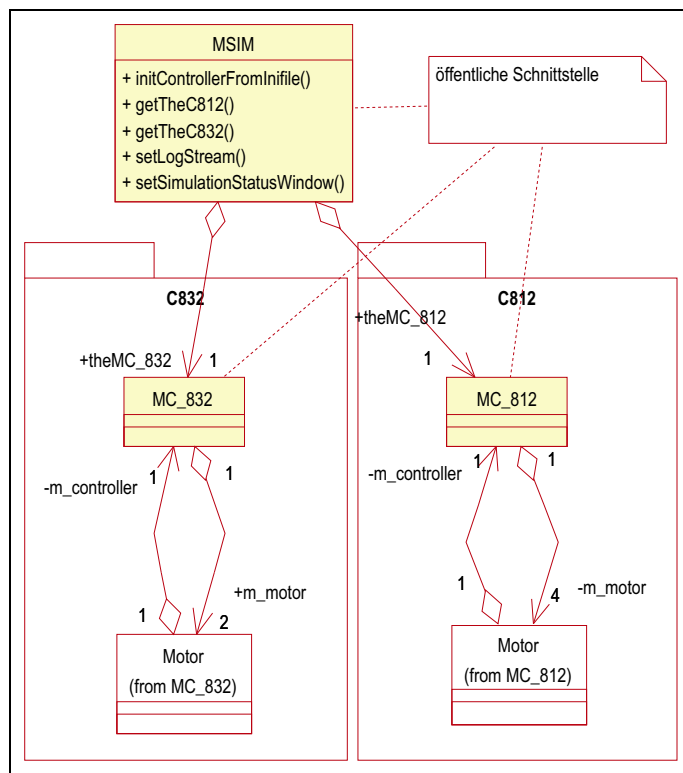 MSIM
+ initControllerFromInifile()
+ getTheC812()
+ getTheC832()
+ setLogStream()
+ setSimulationStatusWindow()
öffentliche Schnittstelle
C832
C812
+theMC_832
1
+theMC_812
1
MC_832
MC_812
1
1
-m_controller
1
1
-m_controller
+m_motor
1
2
-m_motor
1
4
Motor
(from MC_832)
Motor
(from MC_812)